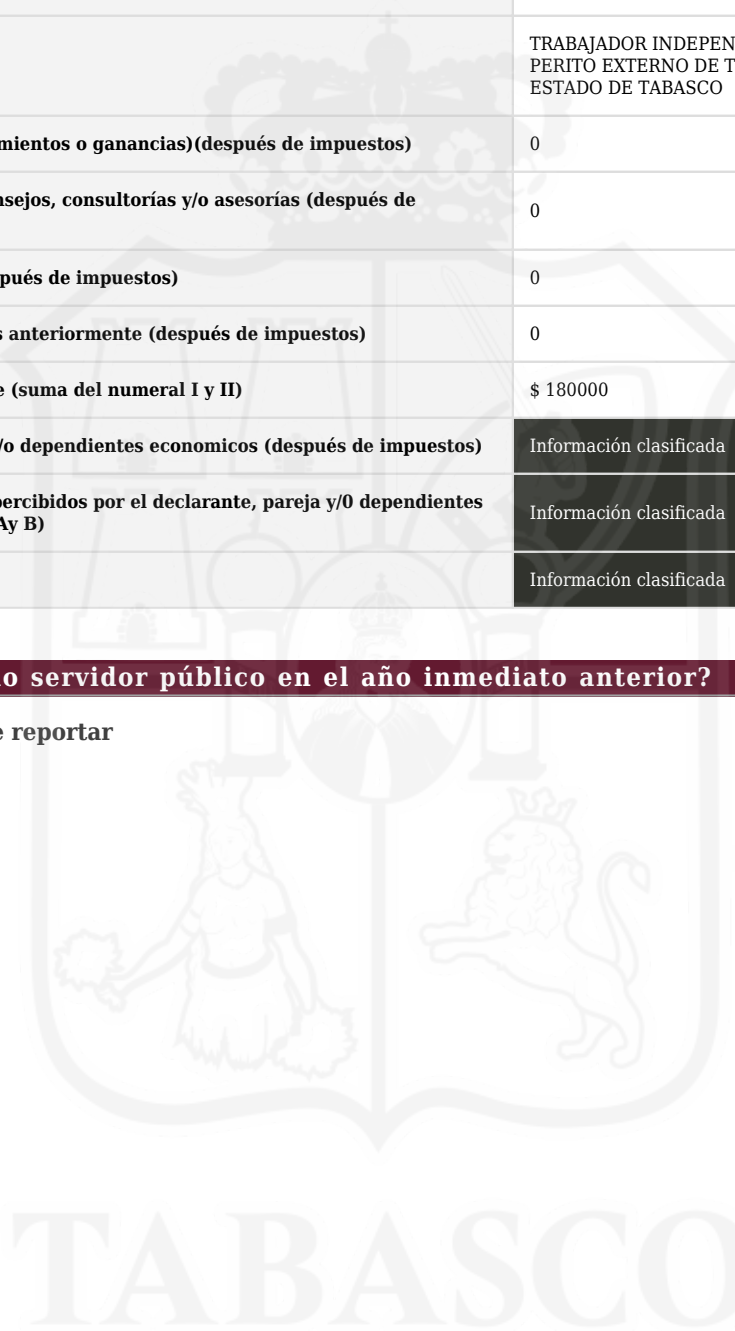 TRABAJADOR INDEPEN
PERITO EXTERNO DE T
ESTADO DE TABASCO
mientos o ganancias)(después de impuestos)
0
nsejos, consultorías y/o asesorías (después de
0
pués de impuestos)
0
s anteriormente (después de impuestos)
0
e (suma del numeral I y II)
$ 180000
/o dependientes economicos (después de impuestos)
Información clasificada
percibidos por el declarante, pareja y/0 dependientes
Ay B)
Información clasificada
Información clasificada
lo servidor público en el año inmediato anterior?
e reportar
TABASCO